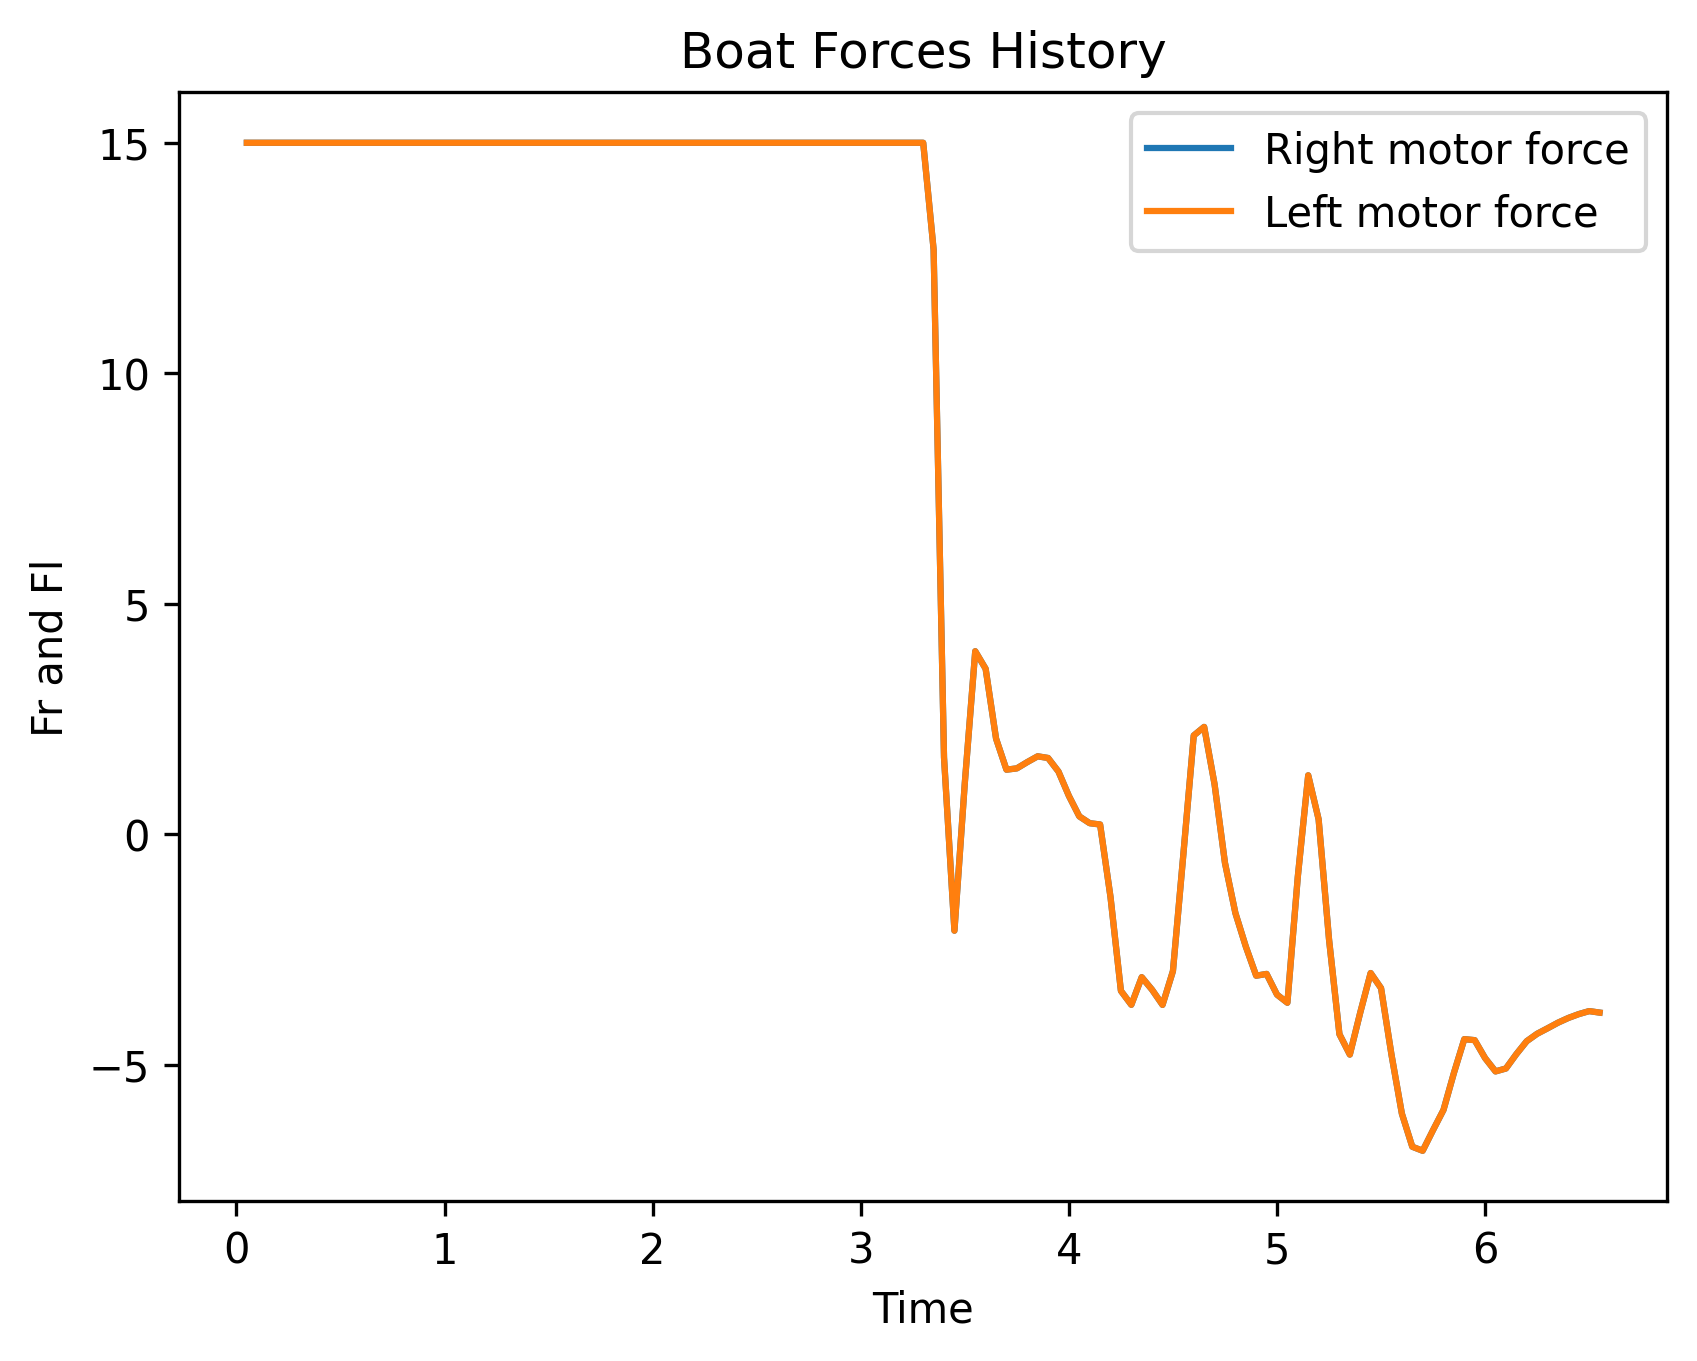 Boat Forces History
Right motor force
Left motor force
15
10
5
0
−5
Fr and Fl
0 1 2 3 4 5 6
Time